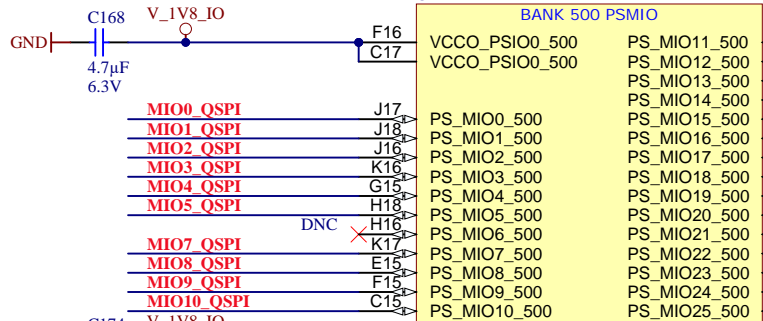 BANK 500 PSMIO
C168 V_1V8_IO
GND F16 VCCO_PSIO0_500 PS_MIO11_500
C17 VCCO_PSIO0_500 PS_MIO12_500
4.7µF PS_MIO13_500
6.3V PS_MIO14_500
MIO0_QSPI J17 PS_MIO0_500 PS_MIO15_500
MIO1_QSPI J18 PS_MIO1_500 PS_MIO16_500
MIO2_QSPI J16 PS_MIO2_500 PS_MIO17_500
MIO3_QSPI K16 PS_MIO3_500 PS_MIO18_500
MIO4_QSPI G15 PS_MIO4_500 PS_MIO19_500
MIO5_QSPI H18 PS_MIO5_500 PS_MIO20_500
DNC H16 PS_MIO6_500 PS_MIO21_500
MIO7_QSPI K17 PS_MIO7_500 PS_MIO22_500
MIO8_QSPI E15 PS_MIO8_500 PS_MIO23_500
MIO9_QSPI F15 PS_MIO9_500 PS_MIO24_500
MIO10_QSPI C15 PS_MIO10_500 PS_MIO25_500
C174 V_1V8_IO